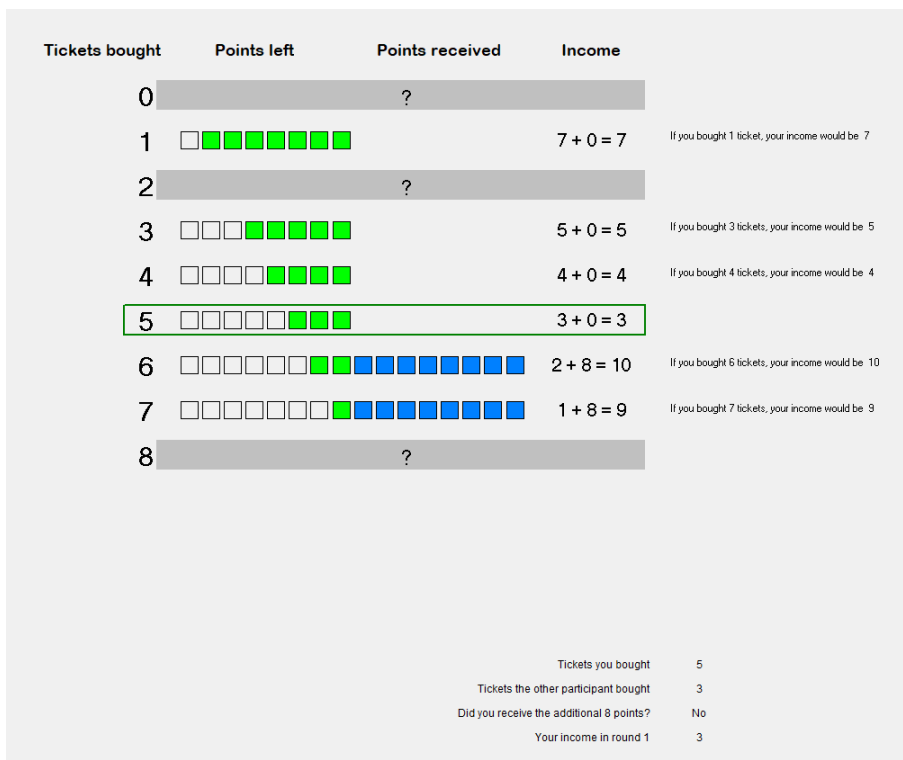 Tickets bought Points left Points received Income
0 ?
1 7 + 0 = 7 If you bought 1 ticket, your income would be 7
2 ?
3 5 + 0 = 5 If you bought 3 tickets, your income would be 5
4 4 + 0 = 4 If you bought 4 tickets, your income would be 4
5 3 + 0 = 3
6 2 + 8 = 10 If you bought 6 tickets, your income would be 10
7 1 + 8 = 9 If you bought 7 tickets, your income would be 9
8 ?
Tickets you bought 5
Tickets the other participant bought 3
Did you receive the additional 8 points? No
Your income in round 1 3